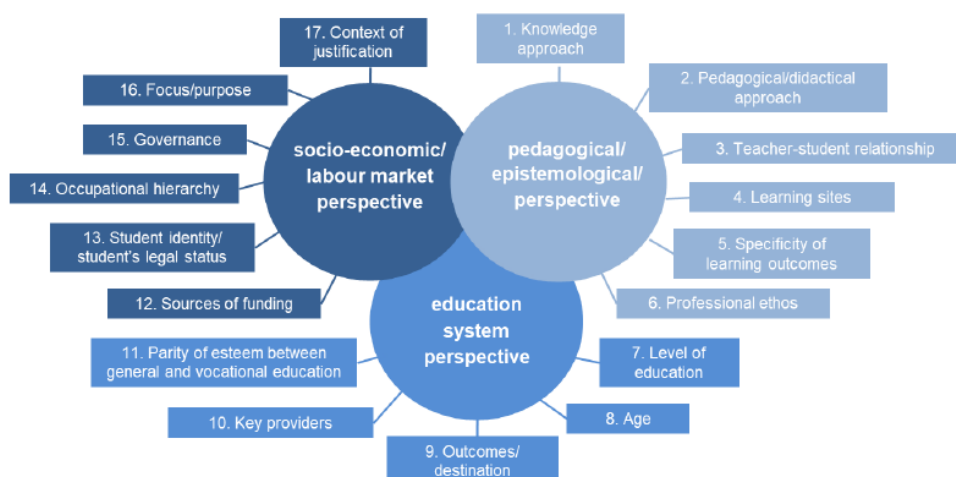 17. Context of
justification
1. Knowledge
approach
16. Focus/purpose
2. Pedagogical/didactical
approach
15. Governance
3. Teacher-student relationship
socio-economic/
labour market
perspective
pedagogical/
epistemological/
perspective
14. Occupational hierarchy
4. Learning sites
13. Student identity/
student's legal status
5. Specificity of
learning outcomes
12. Sources of funding
6. Professional ethos
education
system
perspective
11. Parity of esteem between
general and vocational education
7. Level of
education
10. Key providers
8. Age
9. Outcomes/
destination